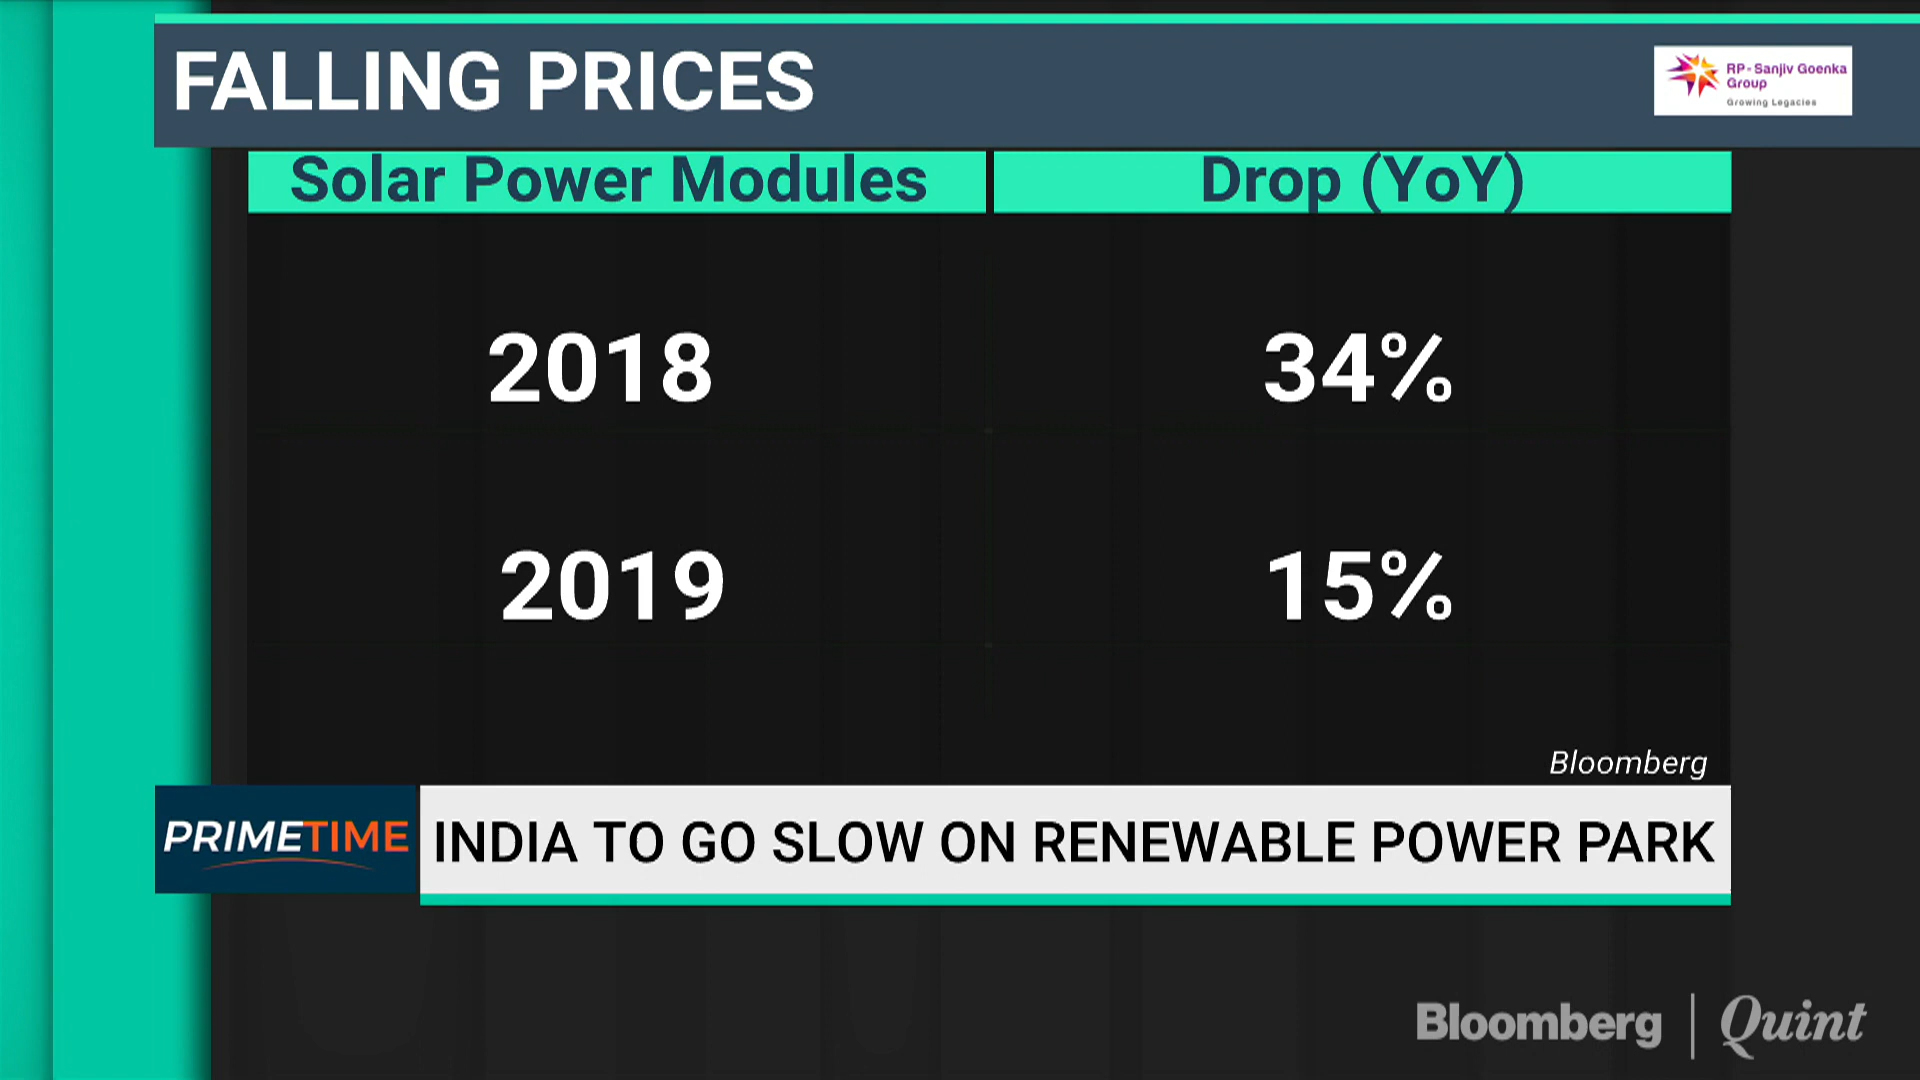 FALLING PRICES
RP-Sanjiv Goenka
Group
Growing Legacies
Solar Power Modules Drop (YoY)
2018 34%
2019 15%
Bloomberg
PRIMETIME INDIA TO GO SLOW ON RENEWABLE POWER PARK
Bloomberg | Quint